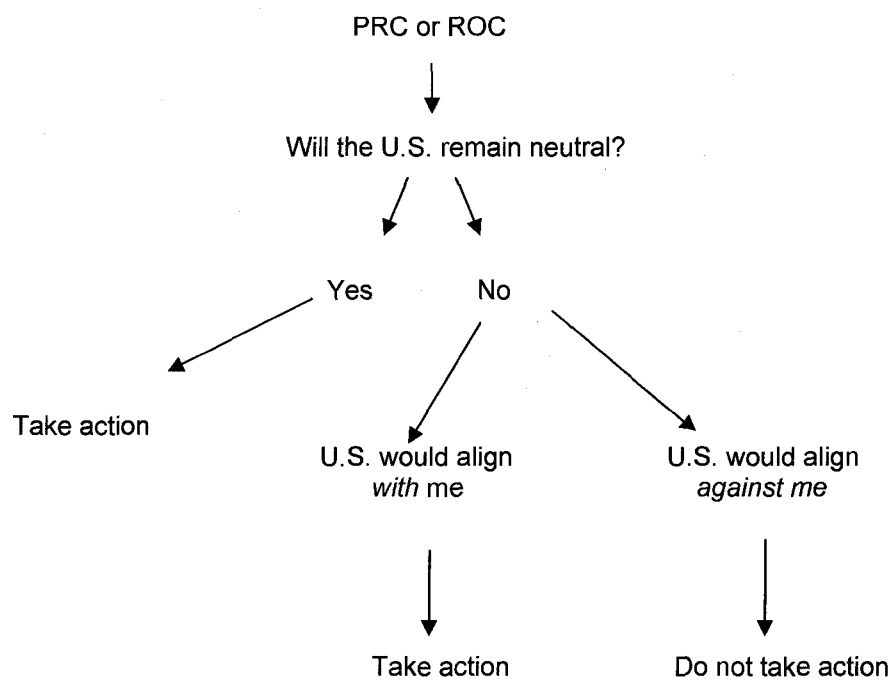 PRC or ROC
Will the U.S. remain neutral?
Yes
No
Take action
U.S. would align
with me
U.S. would align
against me
Take action
Do not take action